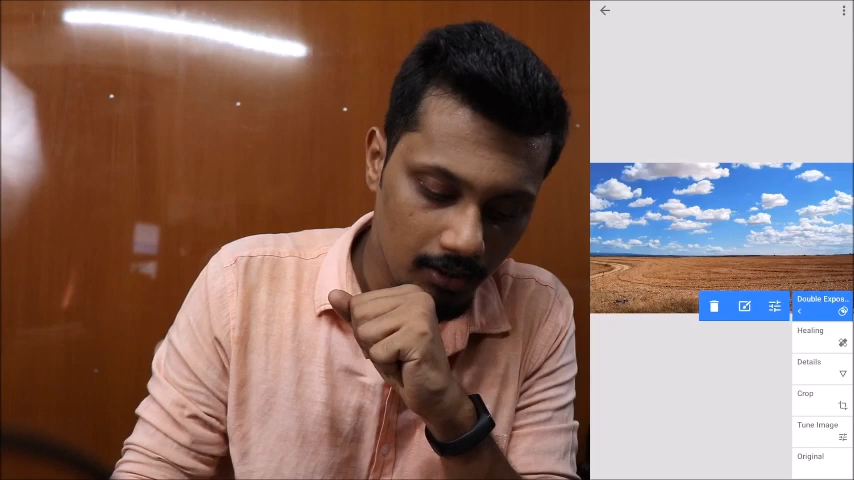 Double Expos...
Healing
Details
Crop
Tune Image
Original